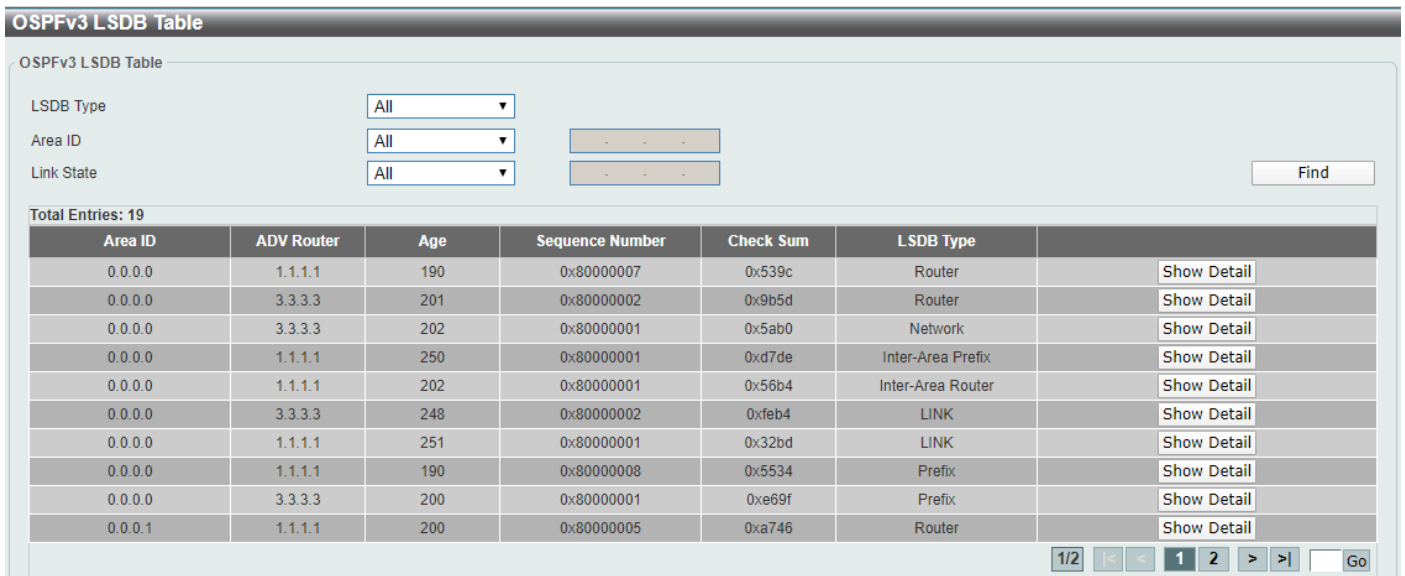 OSPFv3 LSDB Table
OSPFv3 LSDB Table
LSDB Type All
Area ID All . . .
Link State All . . . Find
Total Entries: 19
Area ID ADV Router Age Sequence Number Check Sum LSDB Type
0.0.0.0 1.1.1.1 190 0x80000007 0x539c Router Show Detail
0.0.0.0 3.3.3.3 201 0x80000002 0x9b5d Router Show Detail
0.0.0.0 3.3.3.3 202 0x80000001 0x5ab0 Network Show Detail
0.0.0.0 1.1.1.1 250 0x80000001 0xd7de Inter-Area Prefix Show Detail
0.0.0.0 1.1.1.1 202 0x80000001 0x56b4 Inter-Area Router Show Detail
0.0.0.0 3.3.3.3 248 0x80000002 0xfeb4 LINK Show Detail
0.0.0.0 1.1.1.1 251 0x80000001 0x32bd LINK Show Detail
0.0.0.0 1.1.1.1 190 0x80000008 0x5534 Prefix Show Detail
0.0.0.0 3.3.3.3 200 0x80000001 0xe69f Prefix Show Detail
0.0.0.1 1.1.1.1 200 0x80000005 0xa746 Router Show Detail
1/2 |< < 1 2 > >| Go